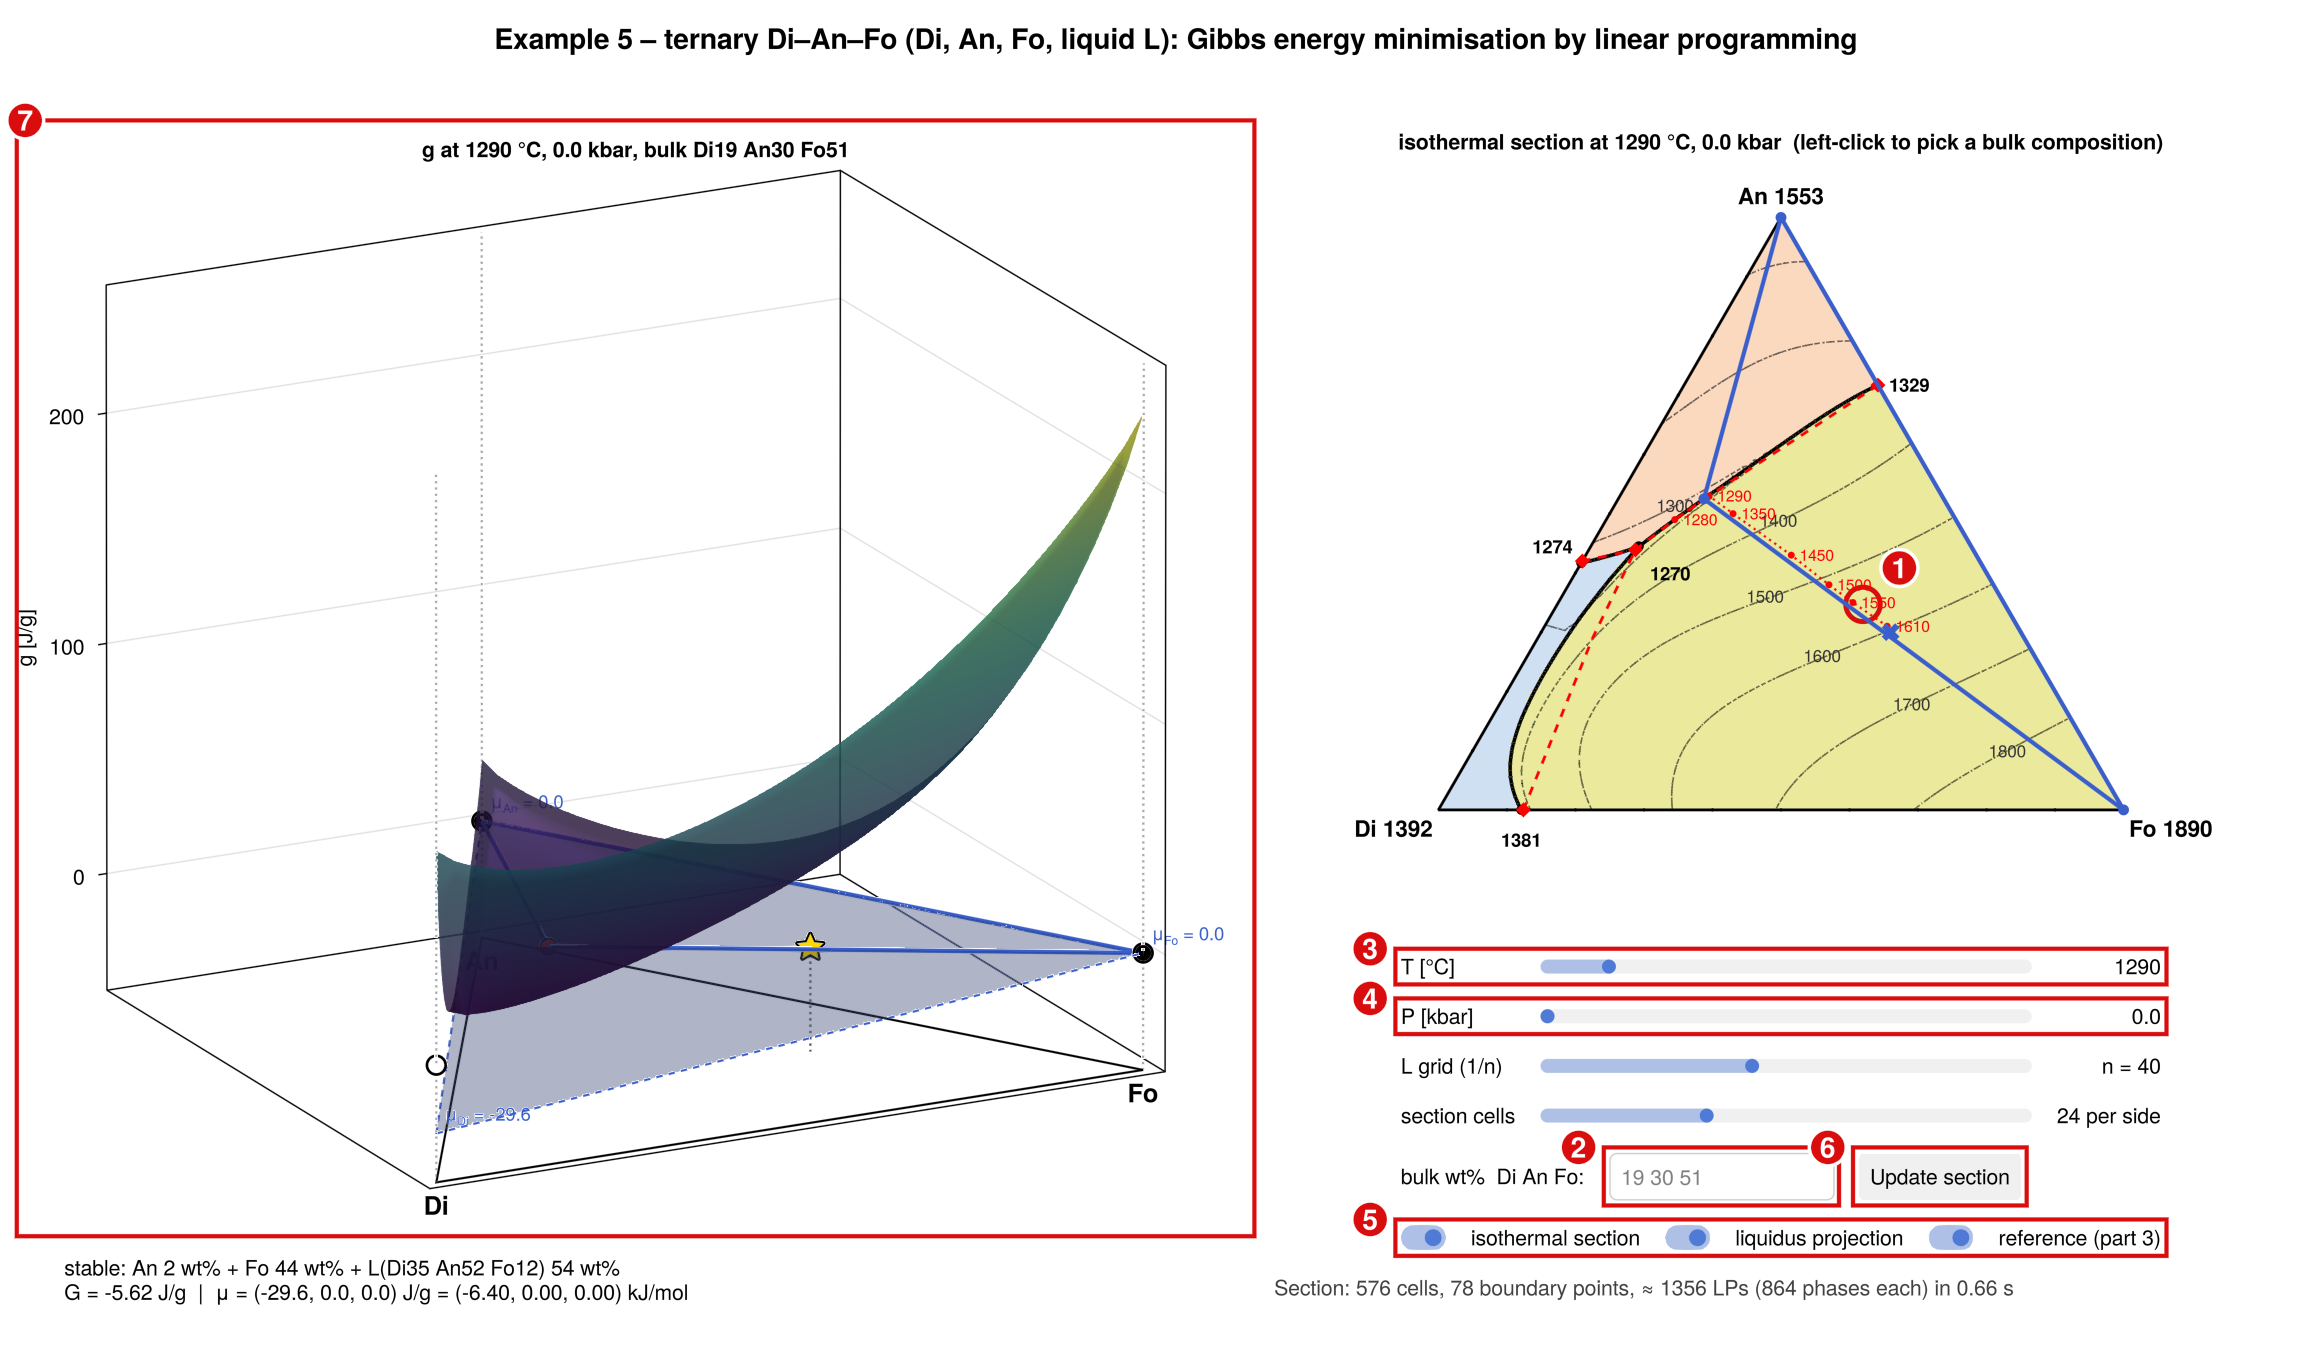 Example 5 – ternary Di–An–Fo (Di, An, Fo, liquid L): Gibbs energy minimisation by linear programming
7
g at 1290 °C, 0.0 kbar, bulk Di19 An30 Fo51
200
100
0
g [J/g]
μAn = 0.0
μFo = 0.0
μDi = -29.6
An
Fo
Di
stable: An 2 wt% + Fo 44 wt% + L(Di35 An52 Fo12) 54 wt%
G = -5.62 J/g | μ = (-29.6, 0.0, 0.0) J/g = (-6.40, 0.00, 0.00) kJ/mol
isothermal section at 1290 °C, 0.0 kbar (left-click to pick a bulk composition)
An 1553
1329
1300
1290
1280
1350
1400
1274
1450
1270
1
1500
1500
1550
1610
1600
1700
1800
Di 1392
1381
Fo 1890
3
T [°C]
1290
4
P [kbar]
0.0
L grid (1/n)
n = 40
section cells
24 per side
2
6
bulk wt% Di An Fo:
19 30 51
Update section
5
isothermal section
liquidus projection
reference (part 3)
Section: 576 cells, 78 boundary points, ≈ 1356 LPs (864 phases each) in 0.66 s